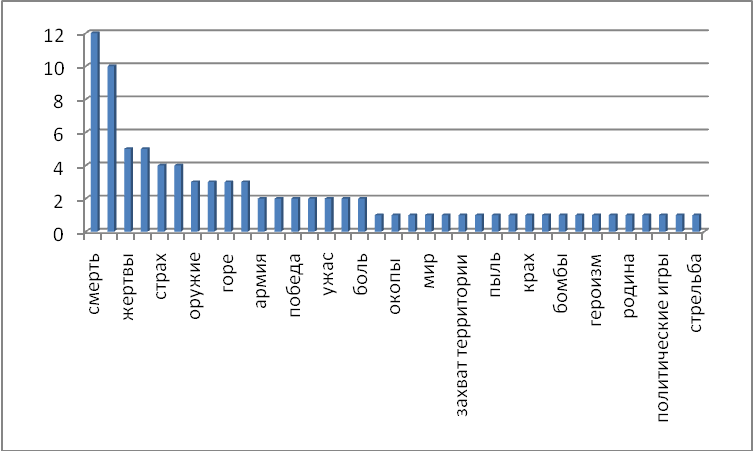 12
10
8
6
4
2
0
смерть
жертвы
страх
оружие
горе
армия
победа
ужас
боль
окопы
мир
захват территории
пыль
крах
бомбы
героизм
родина
политические игры
стрельба